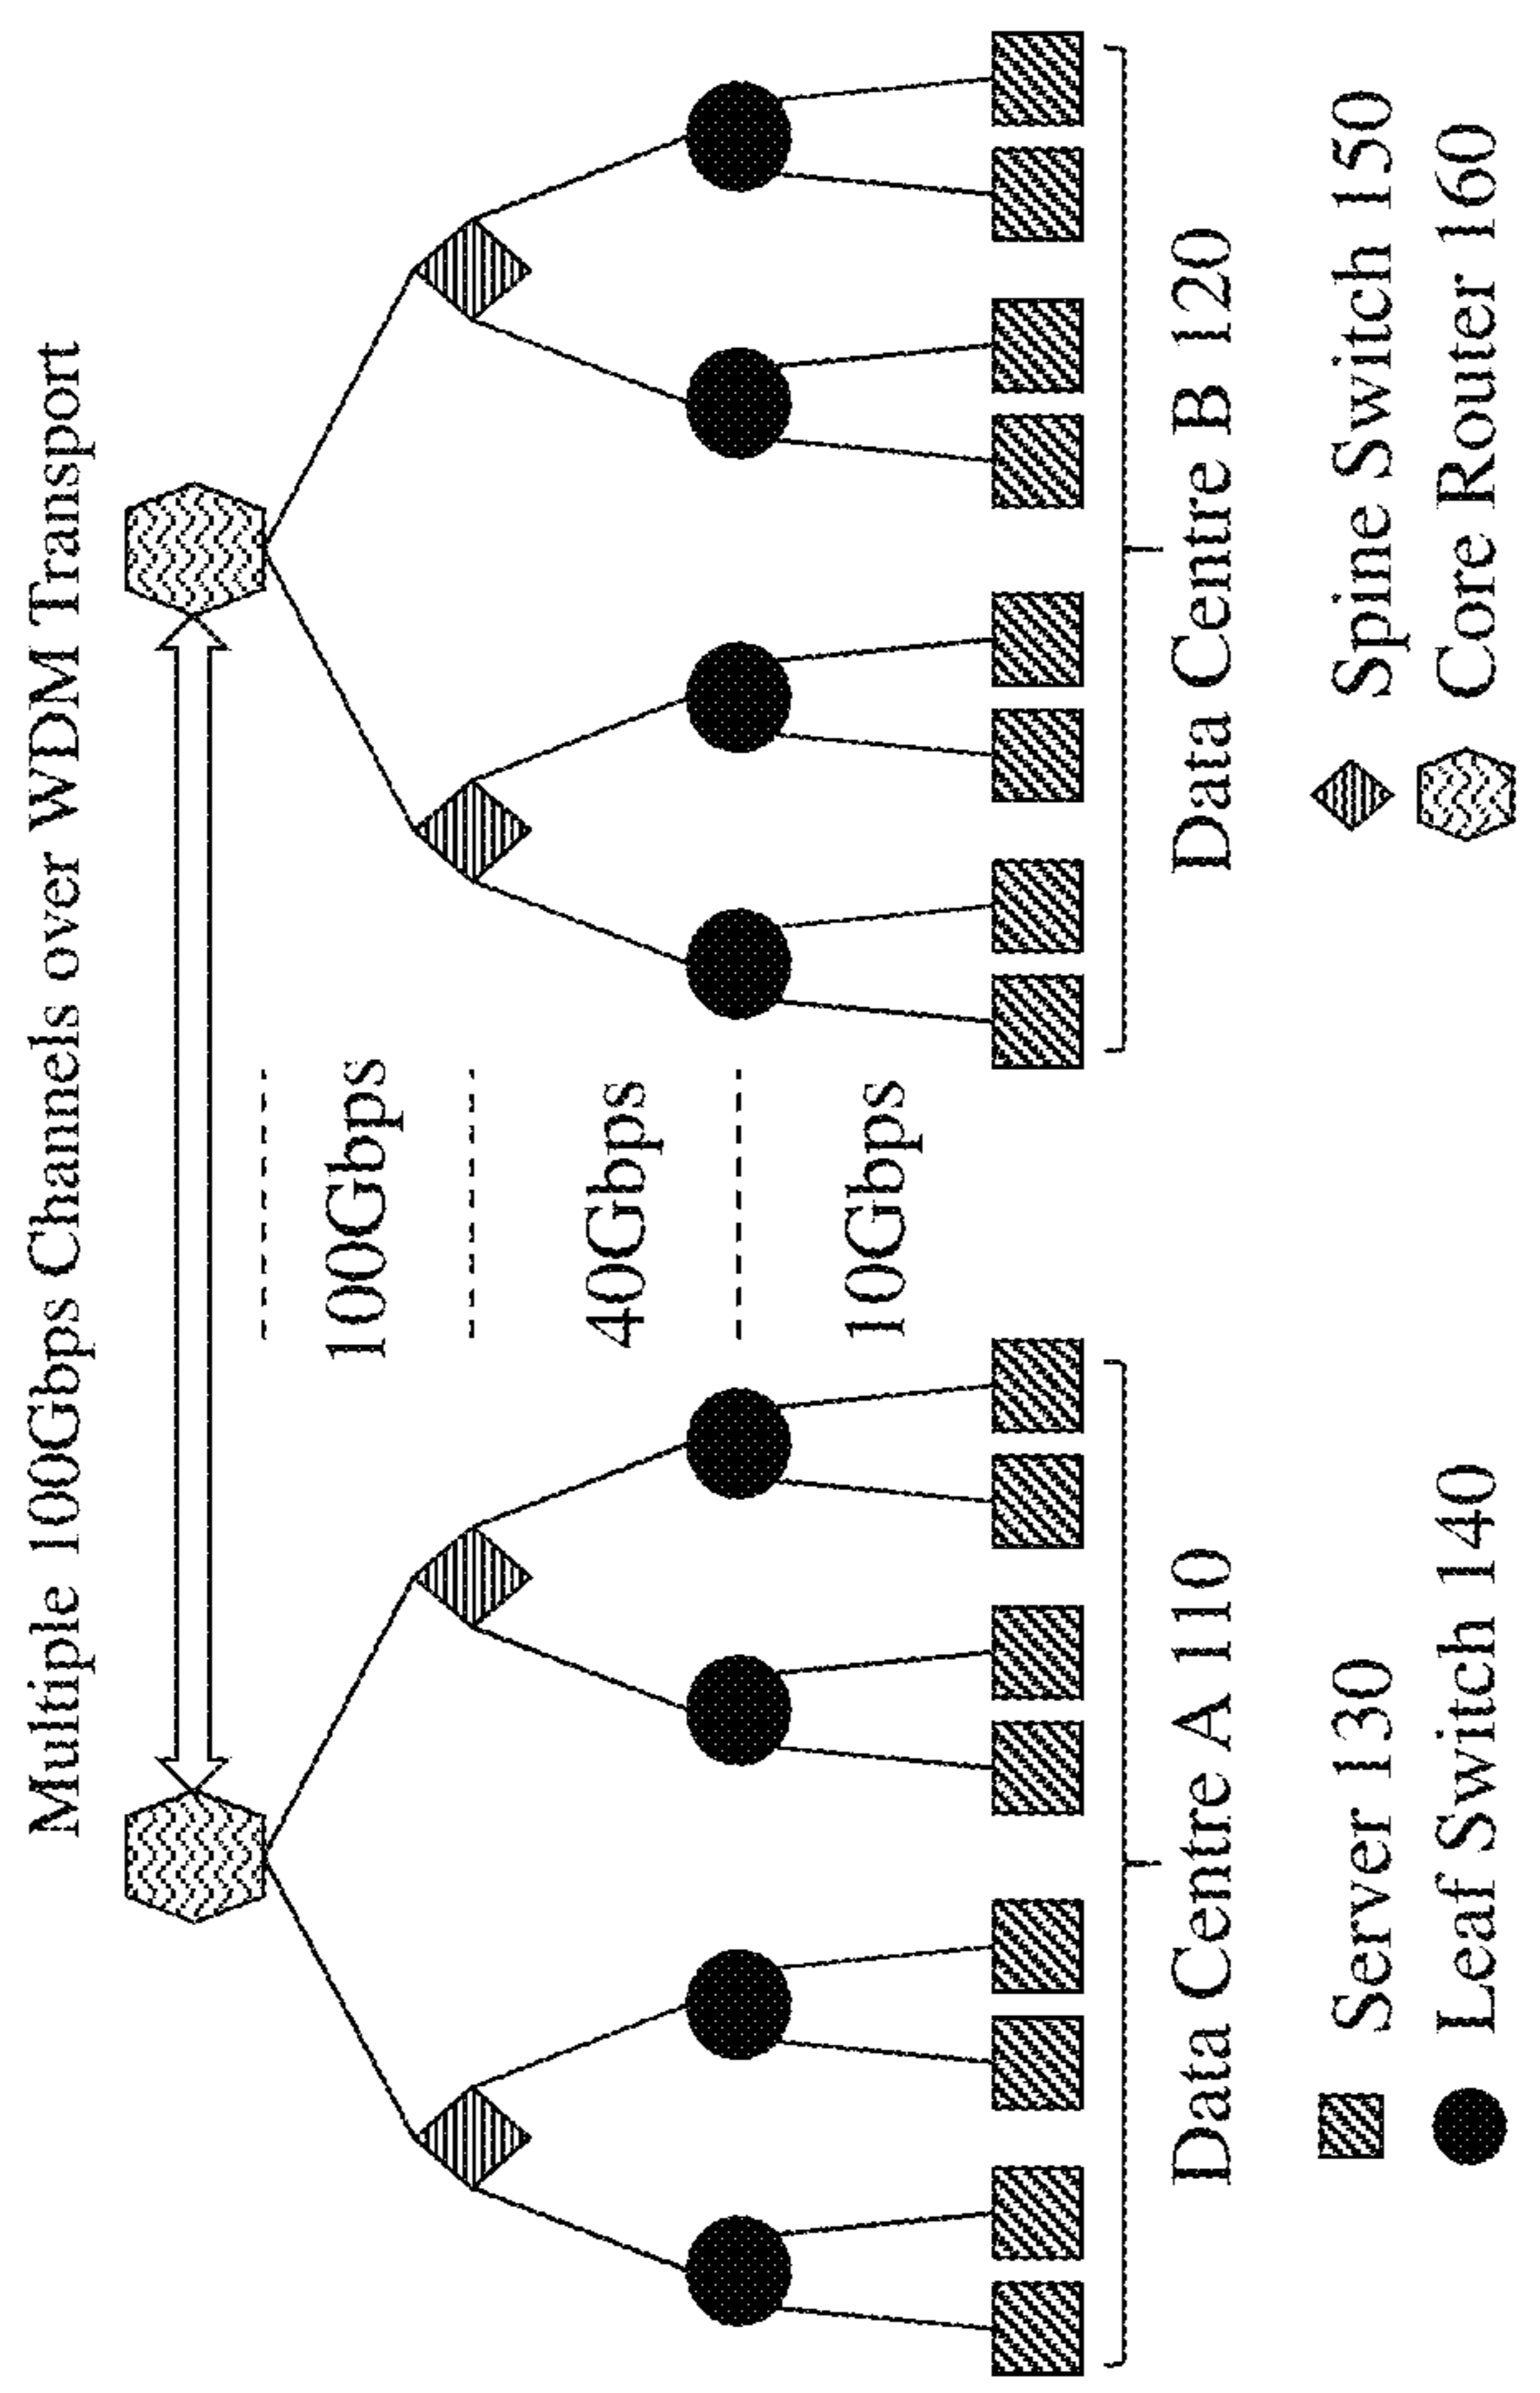 Multiple 100Gbps Channels over WDM Transport
100Gbps
40Gbps
10Gbps
Data Centre A 110
Data Centre B 120
Server 130
Spine Switch 150
Leaf Switch 140
Core Router 160